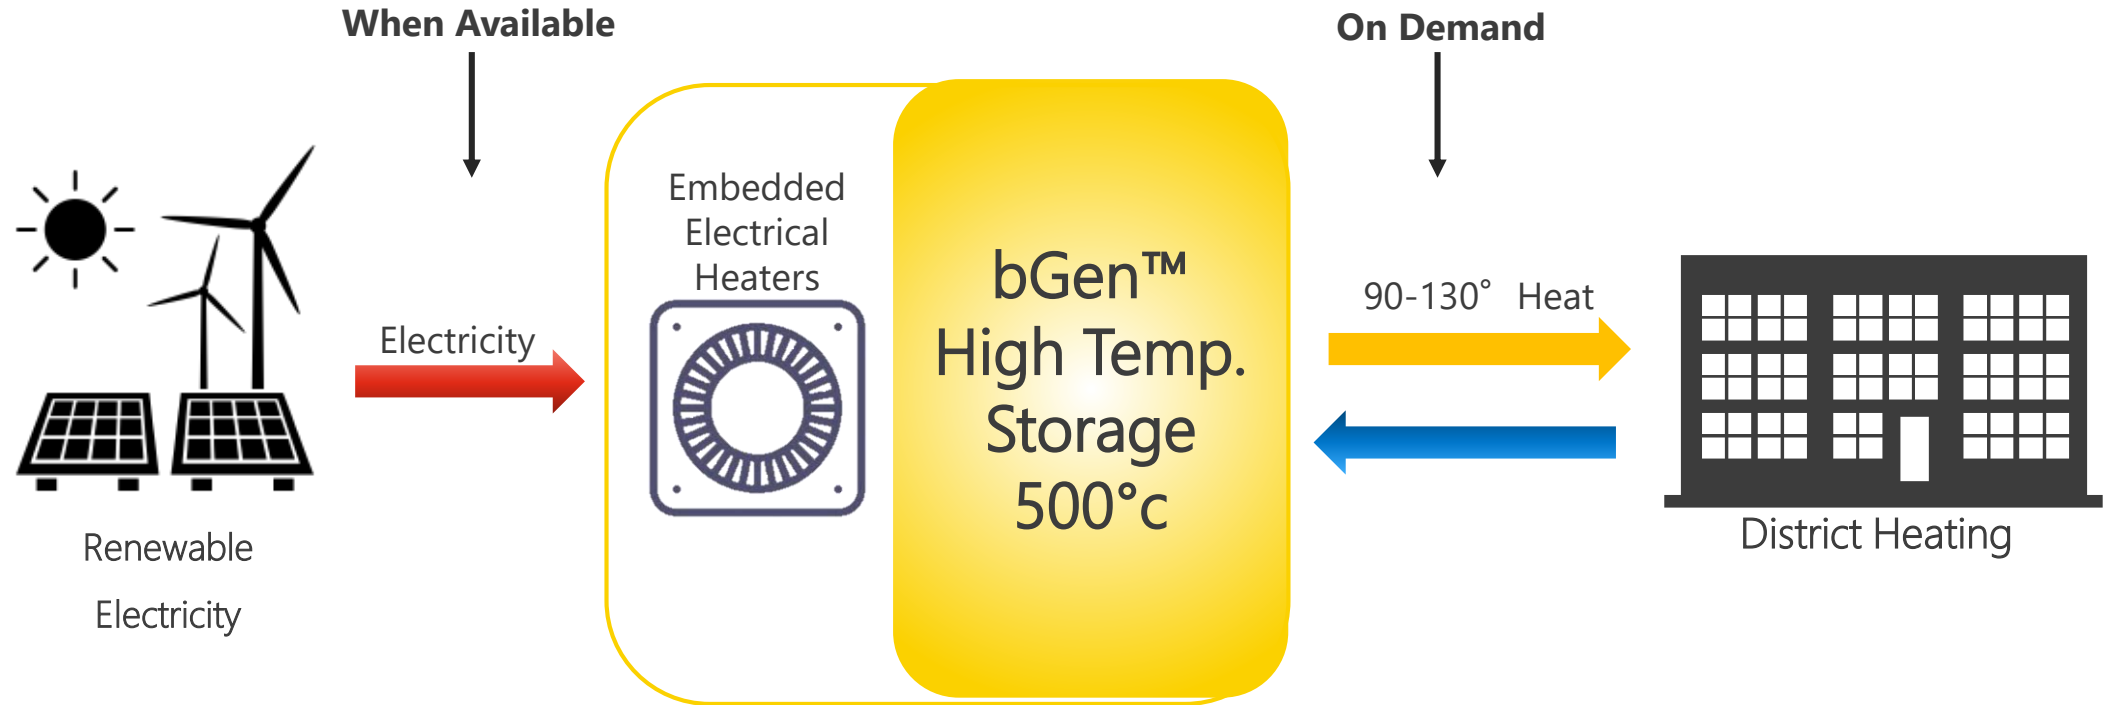 When Available
On Demand
Embedded
Electrical
Heaters
Electricity
bGen™
High Temp.
Storage
500°c
90-130° Heat
Renewable
Electricity
District Heating